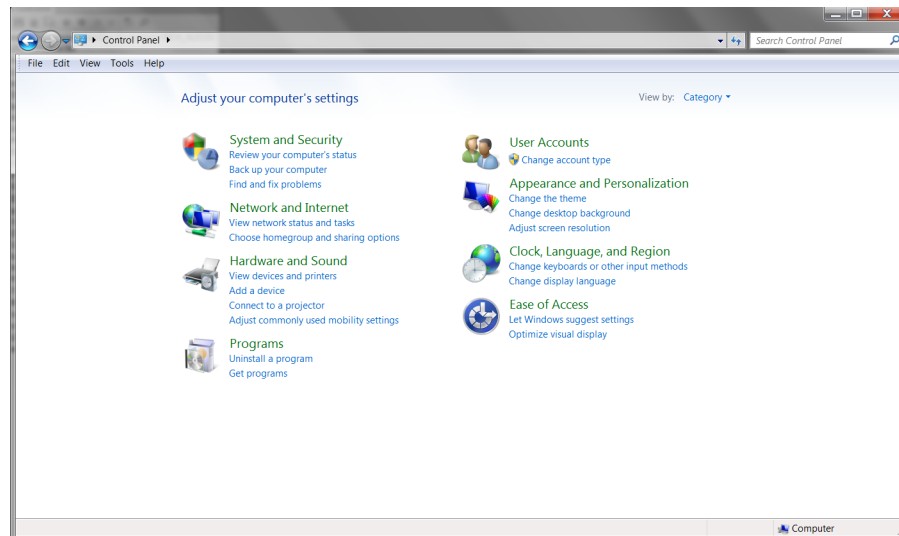 Control Panel
Search Control Panel
File Edit View Tools Help
Adjust your computer's settings
View by: Category
System and Security
Review your computer's status
Back up your computer
Find and fix problems
Network and Internet
View network status and tasks
Choose homegroup and sharing options
Hardware and Sound
View devices and printers
Add a device
Connect to a projector
Adjust commonly used mobility settings
Programs
Uninstall a program
Get programs
User Accounts
Change account type
Appearance and Personalization
Change the theme
Change desktop background
Adjust screen resolution
Clock, Language, and Region
Change keyboards or other input methods
Change display language
Ease of Access
Let Windows suggest settings
Optimize visual display
Computer